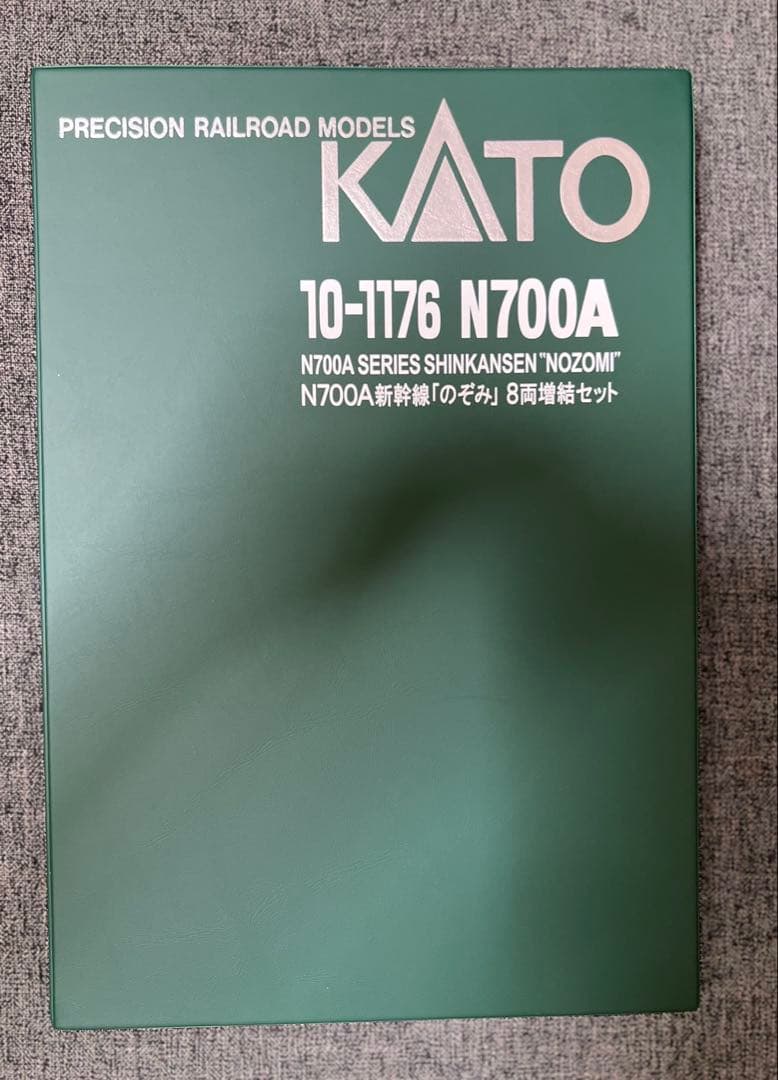 PRECISION RAILROAD MODELS
KATO
10-1176 N700A
N700A SERIES SHINKANSEN "NOZOMI"
N700A新幹線「のぞみ」 8両増結セット